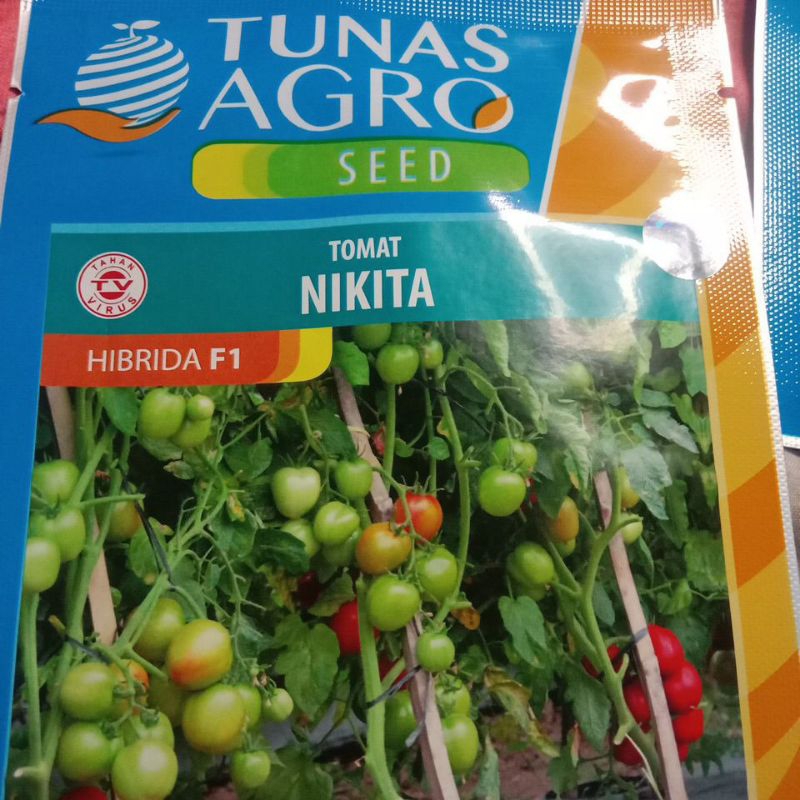 TUNAS
AGRO
SEED
TOMAT
NIKITA
TAHAN
TV
VIRUS
HIBRIDA F1